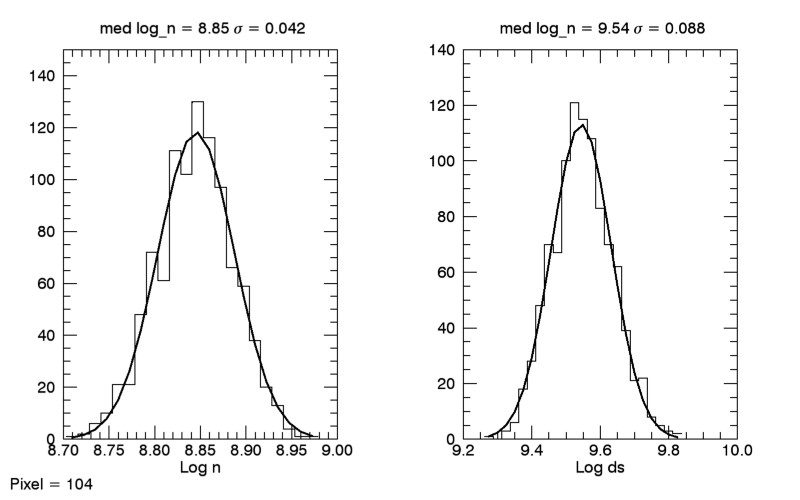 med log_n = 8.85 σ = 0.042
med log_n = 9.54 σ = 0.088
140
120
100
80
60
40
20
0
8.70 8.75 8.80 8.85 8.90 8.95 9.00
Log n
140
120
100
80
60
40
20
0
9.2 9.4 9.6 9.8 10.0
Log ds
Pixel = 104